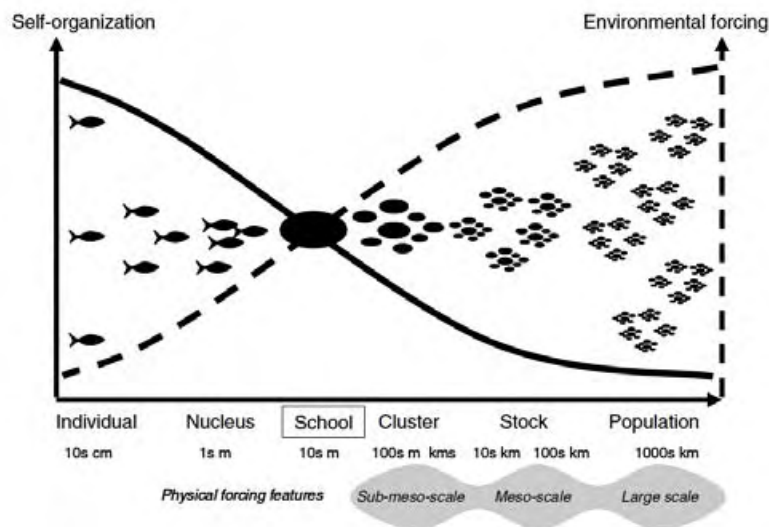 Self-organization Environmental forcing
Individual Nucleus School Cluster Stock Population
10s cm 1s m 10s m 100s m kms 10s km 100s km 1000s km
Physical forcing features Sub-meso-scale Meso-scale Large scale